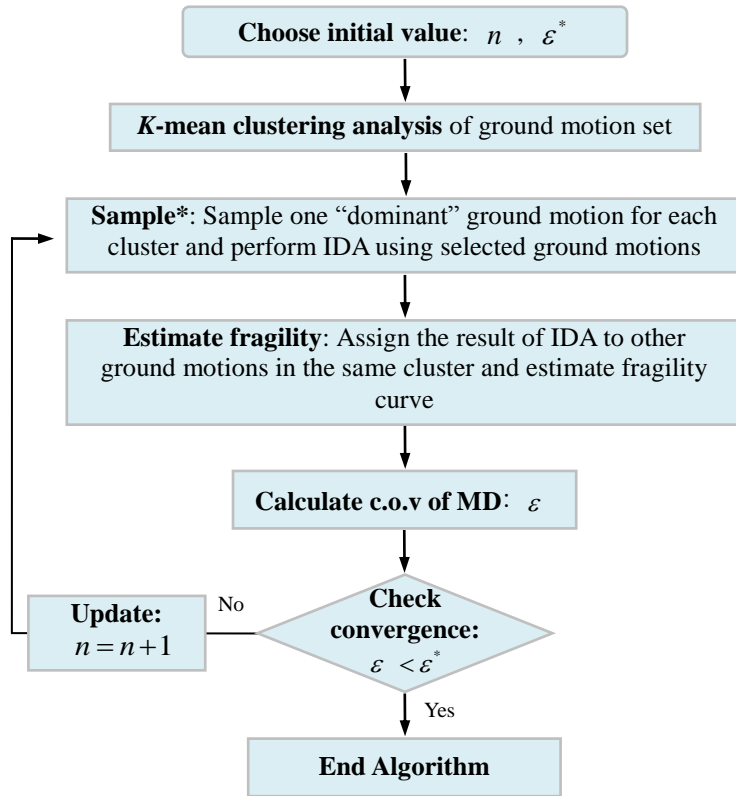 Choose initial value: n , ε*
K-mean clustering analysis of ground motion set
Sample*: Sample one “dominant” ground motion for each
cluster and perform IDA using selected ground motions
Estimate fragility: Assign the result of IDA to other
ground motions in the same cluster and estimate fragility
curve
Calculate c.o.v of MD: ε
Check
convergence:
ε < ε*
No
Update:
n = n+1
Yes
End Algorithm